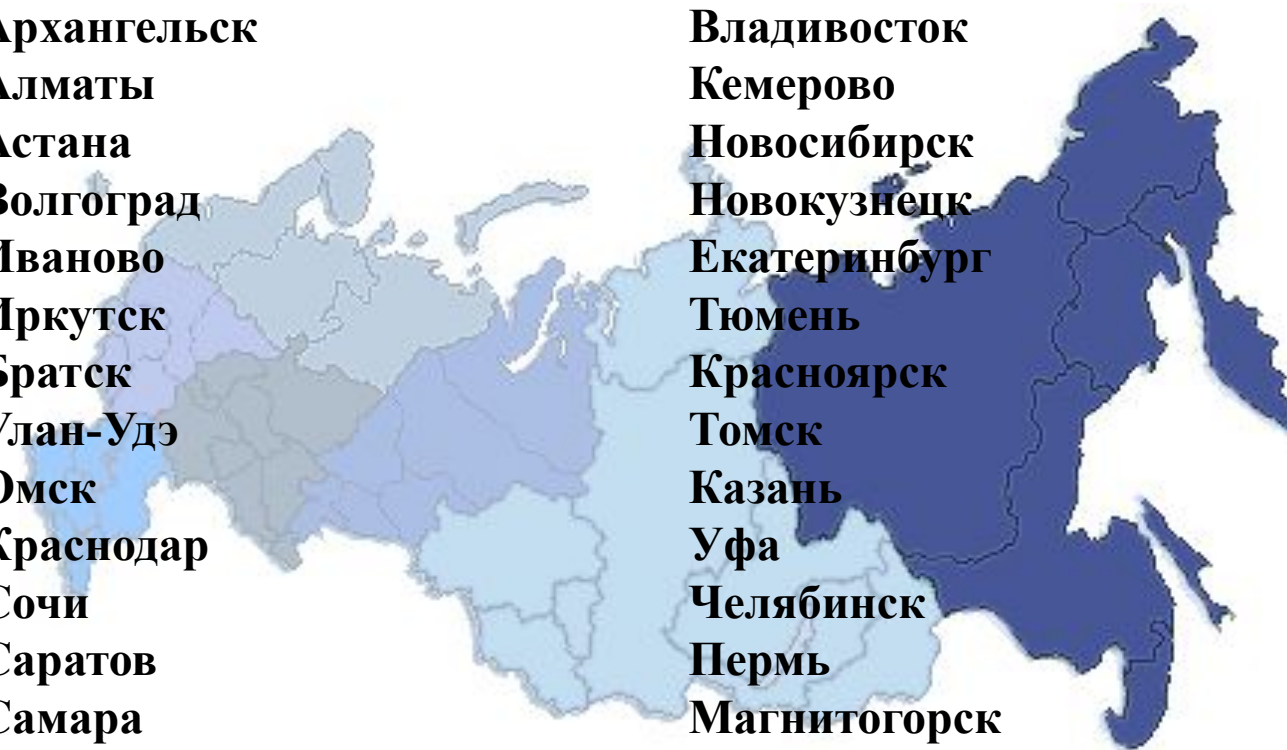 Архангельск
Алматы
Астана
Волгоград
Иваново
Иркутск
Братск
Улан-Удэ
Омск
Краснодар
Сочи
Саратов
Самара
Владивосток
Кемерово
Новосибирск
Новокузнецк
Екатеринбург
Тюмень
Красноярск
Томск
Казань
Уфа
Челябинск
Пермь
Магнитогорск